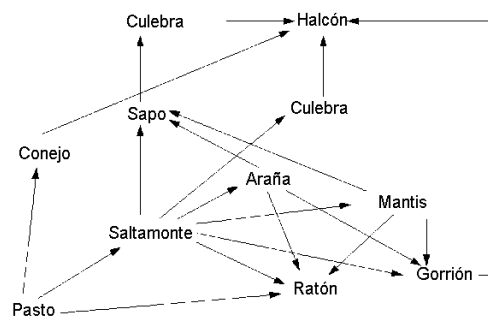 Culebra
Halcón
Culebra
Sapo
Conejo
Araña
Mantis
Saltamonte
Gorrión
Ratón
Pasto